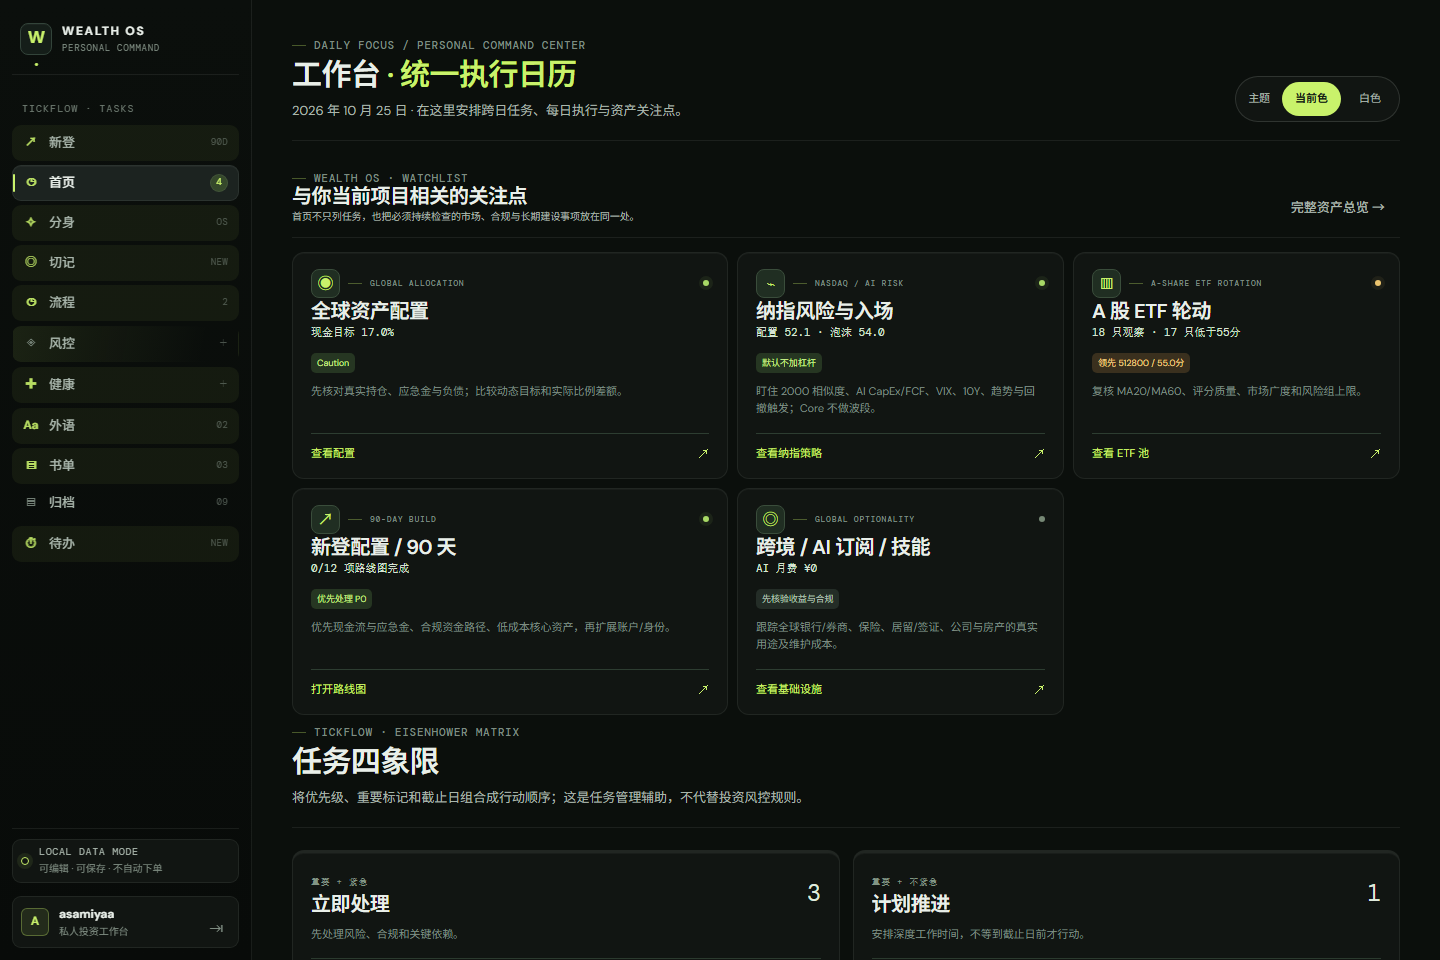 W
WEALTH OS
PERSONAL COMMAND
TICKFLOW · TASKS
新登 90D
首页 4
分身 OS
切记 NEW
流程 2
风控 +
健康 +
Aa 外语 02
书单 03
归档 09
待办 NEW
LOCAL DATA MODE
可编辑 · 可保存 · 不自动下单
A
asamiyaa
私人投资工作台
DAILY FOCUS / PERSONAL COMMAND CENTER
工作台 · 统一执行日历
2026 年 10 月 25 日 · 在这里安排跨日任务、每日执行与资产关注点。
主题 当前色 白色
WEALTH OS · WATCHLIST
与你当前项目相关的关注点
首页不只列任务，也把必须持续检查的市场、合规与长期建设事项放在同一处。
完整资产总览 →
GLOBAL ALLOCATION
全球资产配置
现金目标 17.0%
Caution
先核对真实持仓、应急金与负债；比较动态目标和实际比例差额。
查看配置 ↗
NASDAQ / AI RISK
纳指风险与入场
配置 52.1 · 泡沫 54.0
默认不加杠杆
盯住 2000 相似度、AI CapEx/FCF、VIX、10Y、趋势与回
撤触发；Core 不做波段。
查看纳指策略 ↗
A-SHARE ETF ROTATION
A 股 ETF 轮动
18 只观察 · 17 只低于55分
领先 512800 / 55.0分
复核 MA20/MA60、评分质量、市场广度和风险组上限。
查看 ETF 池 ↗
90-DAY BUILD
新登配置 / 90 天
0/12 项路线图完成
优先处理 P0
优先现金流与应急金、合规资金路径、低成本核心资产，再扩展账户/身份。
打开路线图 ↗
GLOBAL OPTIONALITY
跨境 / AI 订阅 / 技能
AI 月费 ¥0
先核验收益与合规
跟踪全球银行/券商、保险、居留/签证、公司与房产的真实
用途及维护成本。
查看基础设施 ↗
TICKFLOW · EISENHOWER MATRIX
任务四象限
将优先级、重要标记和截止日组合成行动顺序；这是任务管理辅助，不代替投资风控规则。
重要 + 紧急
立即处理
3
先处理风险、合规和关键依赖。
重要 + 不紧急
计划推进
1
安排深度工作时间，不等到截止日前才行动。